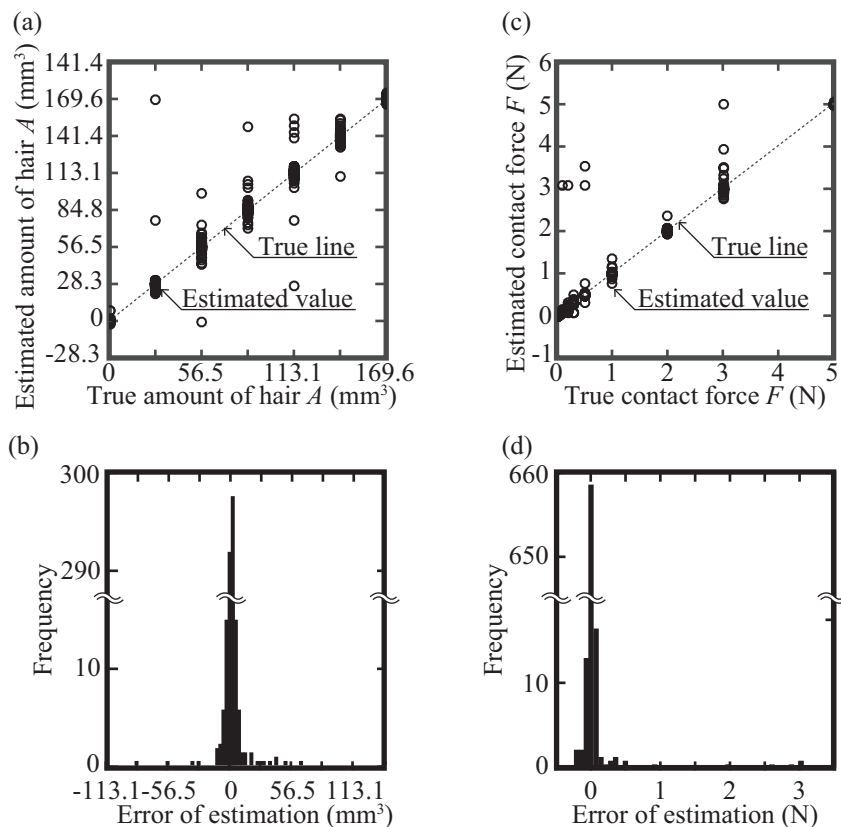 (a)
Estimated amount of hair A (mm³)
141.4
169.6
141.4
113.1
84.8
56.5
28.3
0
-28.3
True line
Estimated value
0 56.5 113.1 169.6
True amount of hair A (mm³)
(c)
Estimated contact force F (N)
6
5
4
3
2
1
0
-1
True line
Estimated value
0 1 2 3 4 5
True contact force F (N)
(b)
Frequency
300
290
10
0
-113.1 -56.5 0 56.5 113.1
Error of estimation (mm³)
(d)
Frequency
660
650
10
0
0 1 2 3
Error of estimation (N)